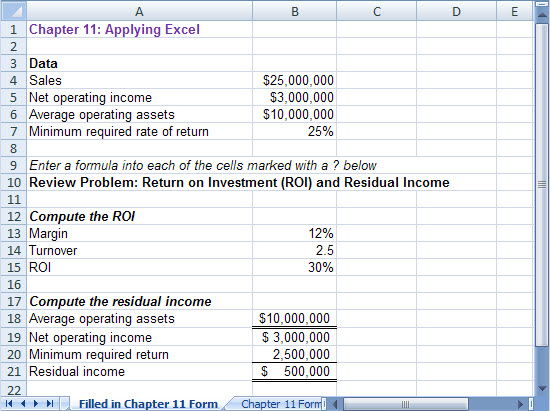 A B C D E
1 Chapter 11: Applying Excel
2
3 Data
4 Sales $25,000,000
5 Net operating income $3,000,000
6 Average operating assets $10,000,000
7 Minimum required rate of return 25%
8
9 Enter a formula into each of the cells marked with a ? below
10 Review Problem: Return on Investment (ROI) and Residual Income
11
12 Compute the ROI
13 Margin 12%
14 Turnover 2.5
15 ROI 30%
16
17 Compute the residual income
18 Average operating assets $10,000,000
19 Net operating income $ 3,000,000
20 Minimum required return 2,500,000
21 Residual income $ 500,000
22
Filled in Chapter 11 Form Chapter 11 Form